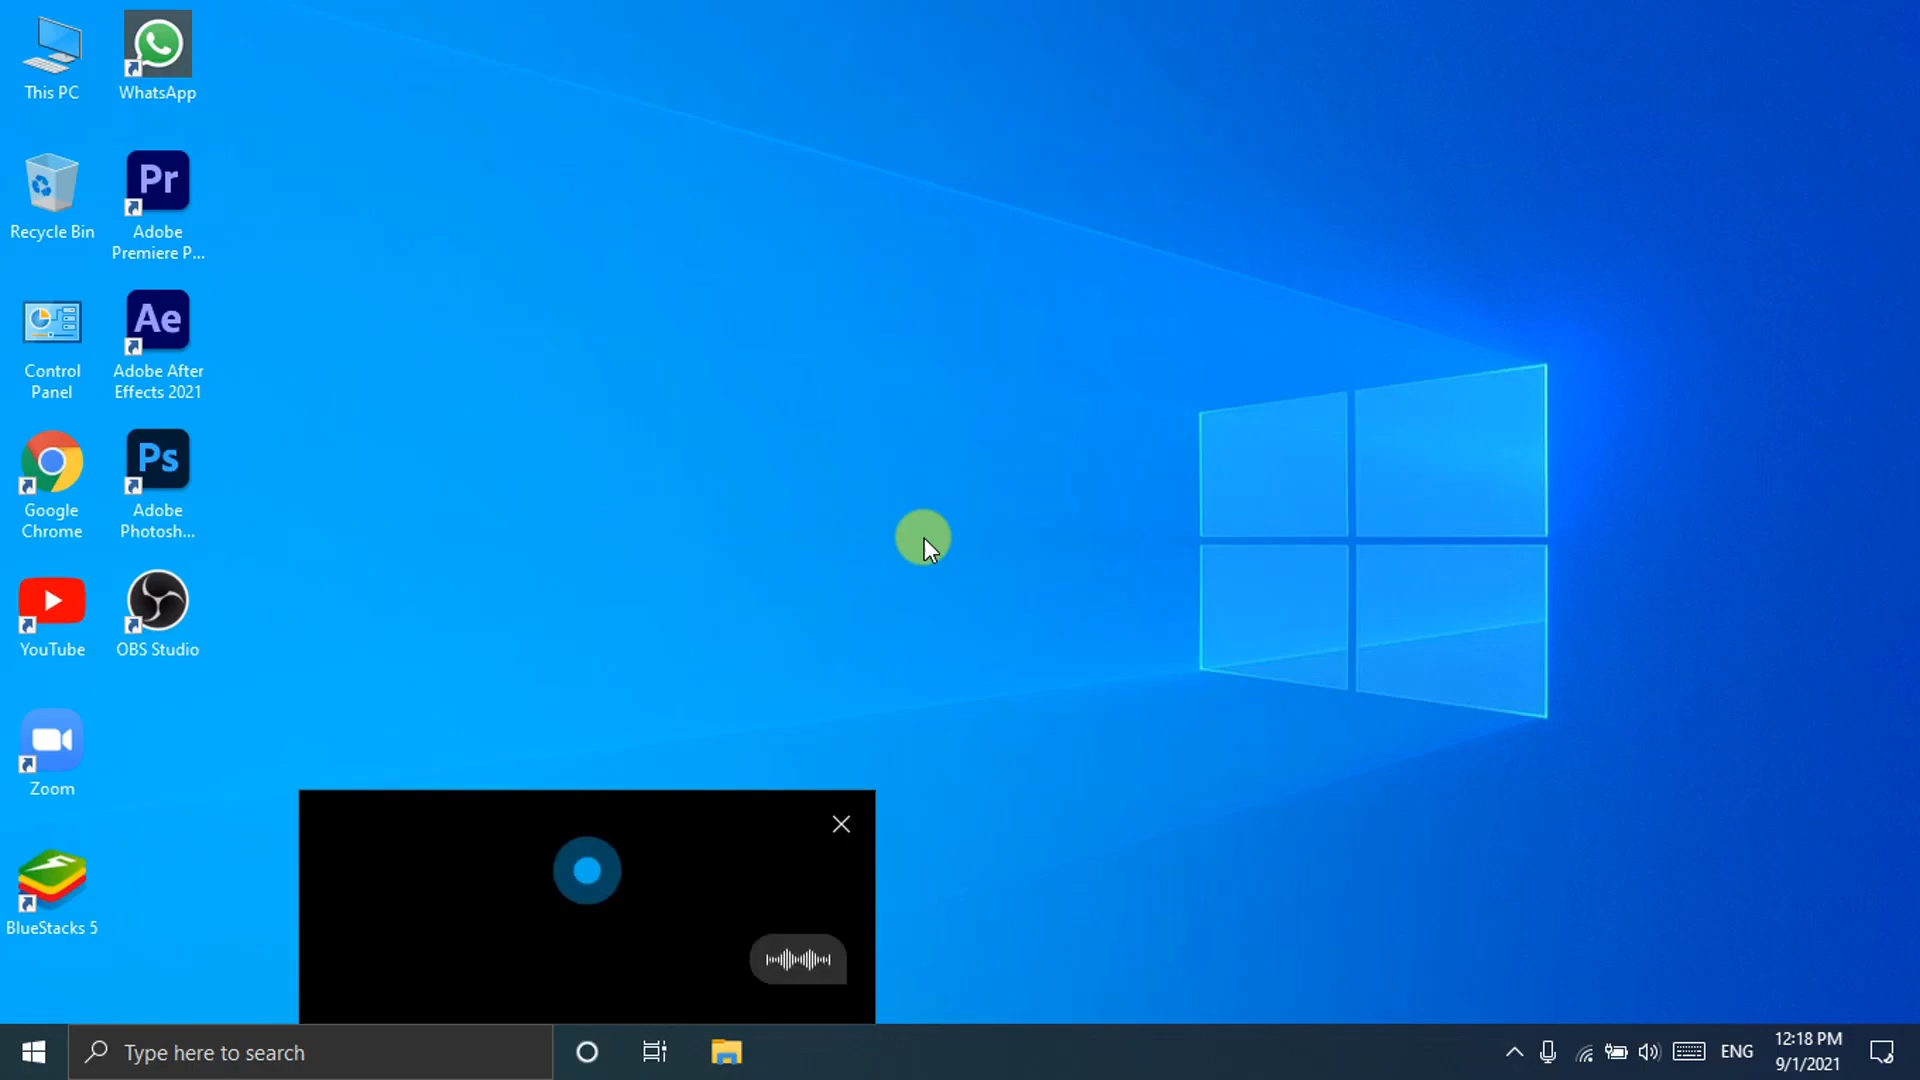 This PC
WhatsApp
Recycle Bin
Pr
Adobe
Premiere P...
Control
Panel
Ae
Adobe After
Effects 2021
Google
Chrome
Ps
Adobe
Photosh...
YouTube
OBS Studio
Zoom
BlueStacks 5
Type here to search
ENG
12:18 PM
9/1/2021